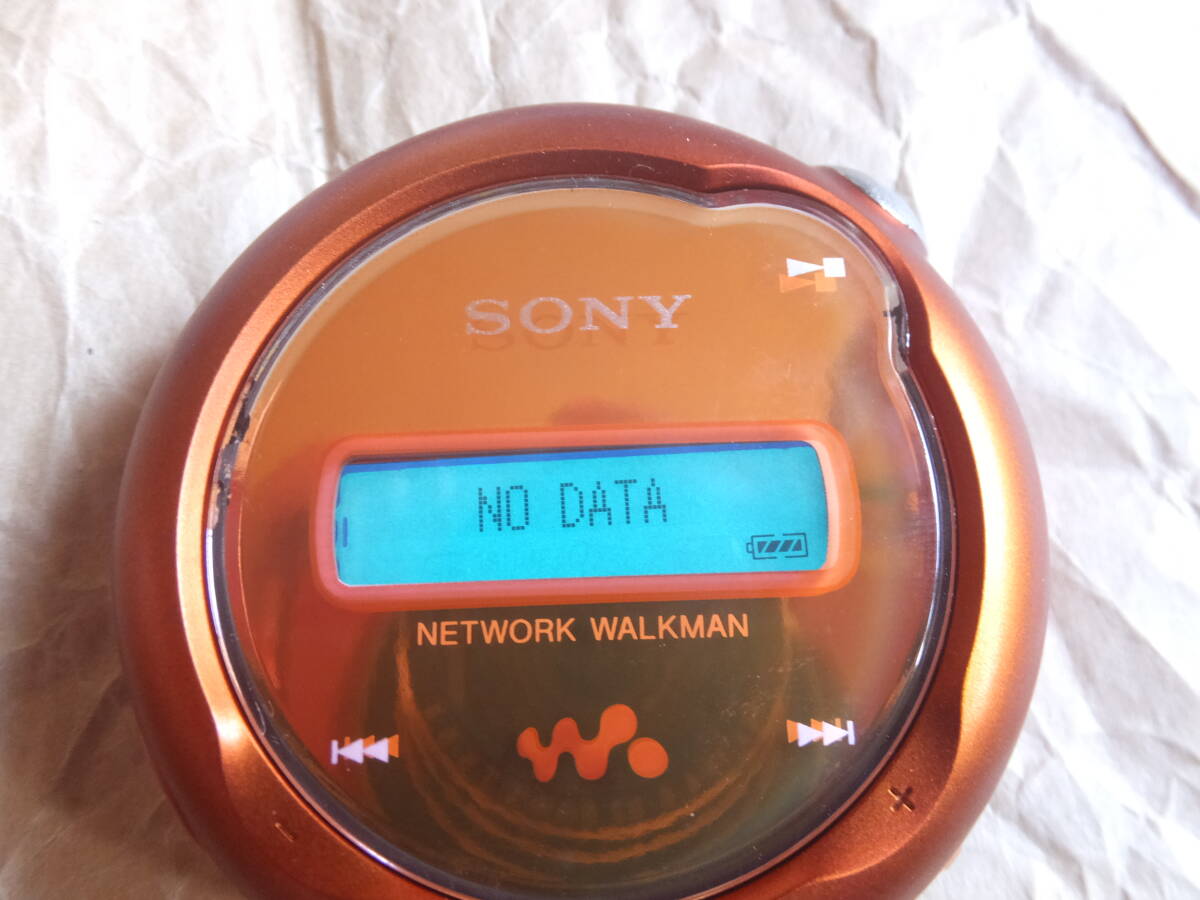 SONY
NO DATA
NETWORK WALKMAN
- +